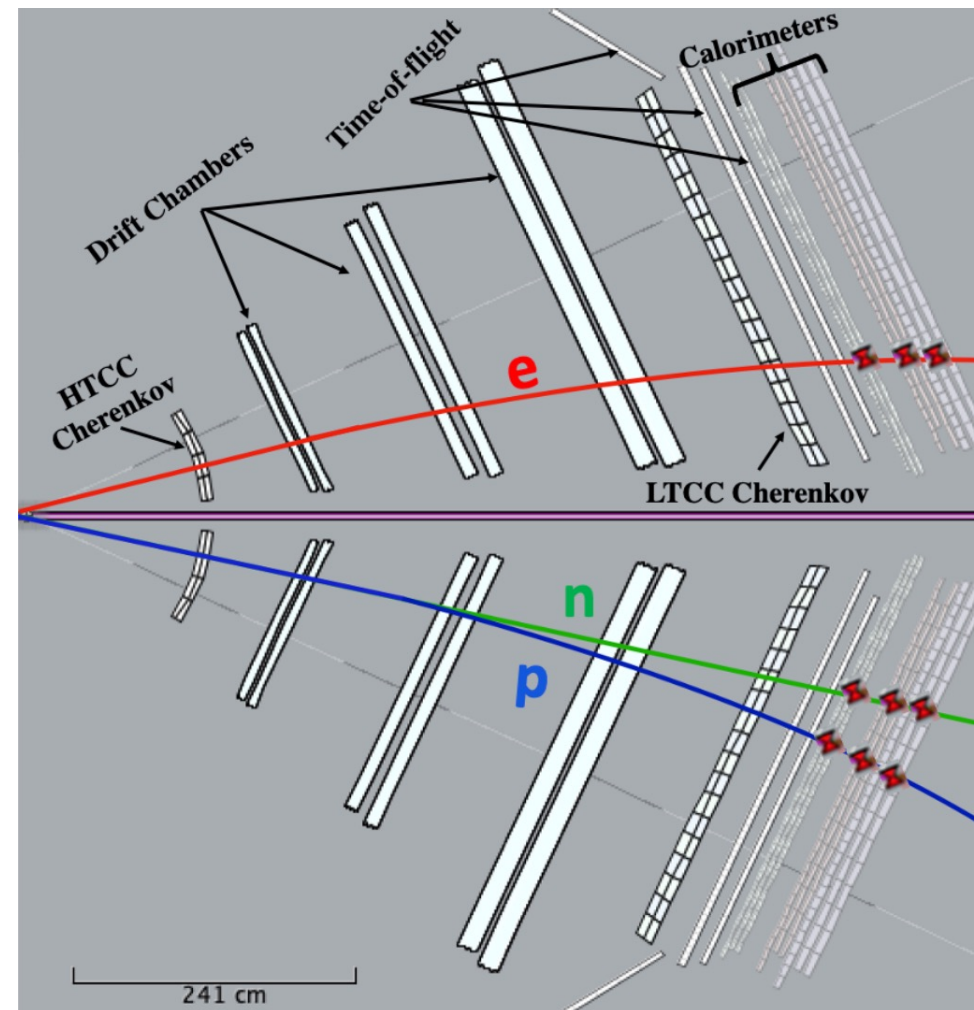 Calorimeters
Time-of-flight
Drift Chambers
HTCC
Cherenkov
e
LTCC Cherenkov
n
p
241 cm